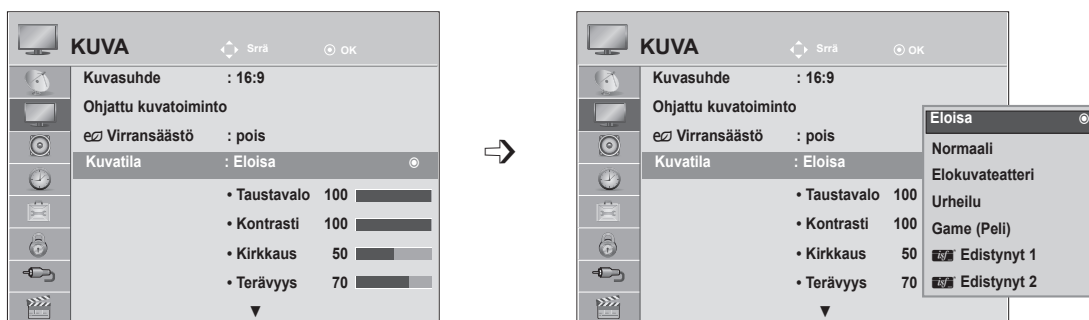 KUVA Srrä OK
Kuvasuhde : 16:9
Ohjattu kuvatoiminto
e Virransäästö : pois
Kuvatila : Eloisa
• Taustavalo 100
• Kontrasti 100
• Kirkkaus 50
• Terävyys 70
KUVA Srrä OK
Kuvasuhde : 16:9
Ohjattu kuvatoiminto
e Virransäästö : pois
Kuvatila : Eloisa
• Taustavalo 100
• Kontrasti 100
• Kirkkaus 50
• Terävyys 70
Eloisa
Normaali
Elokuvateatteri
Urheilu
Game (Peli)
isf Edistynyt 1
isf Edistynyt 2